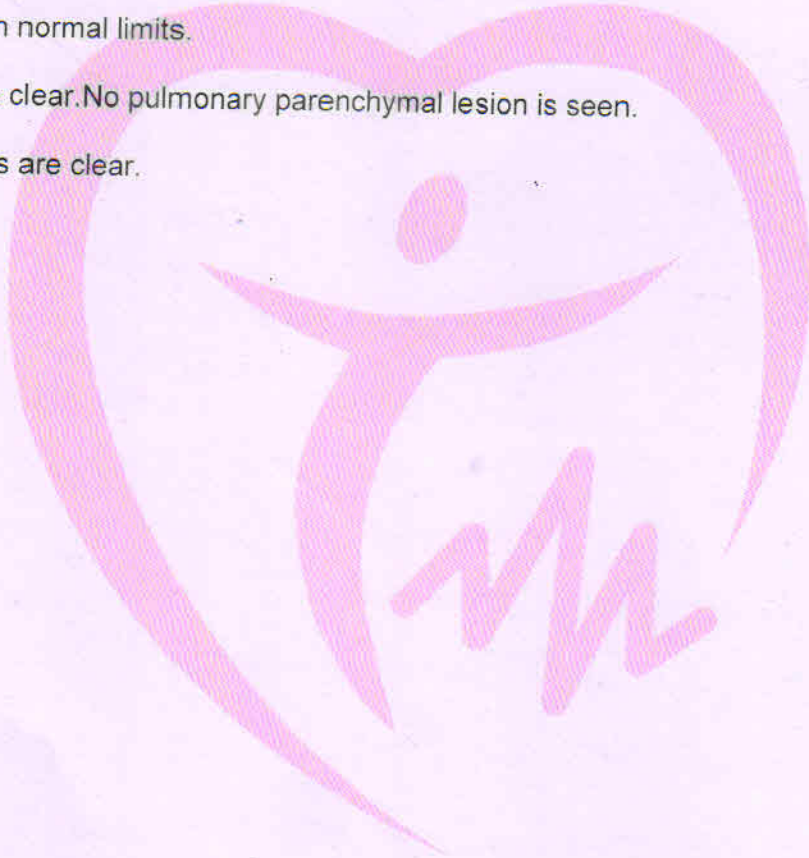 normal limits.
clear.No pulmonary parenchymal lesion is seen.
are clear.